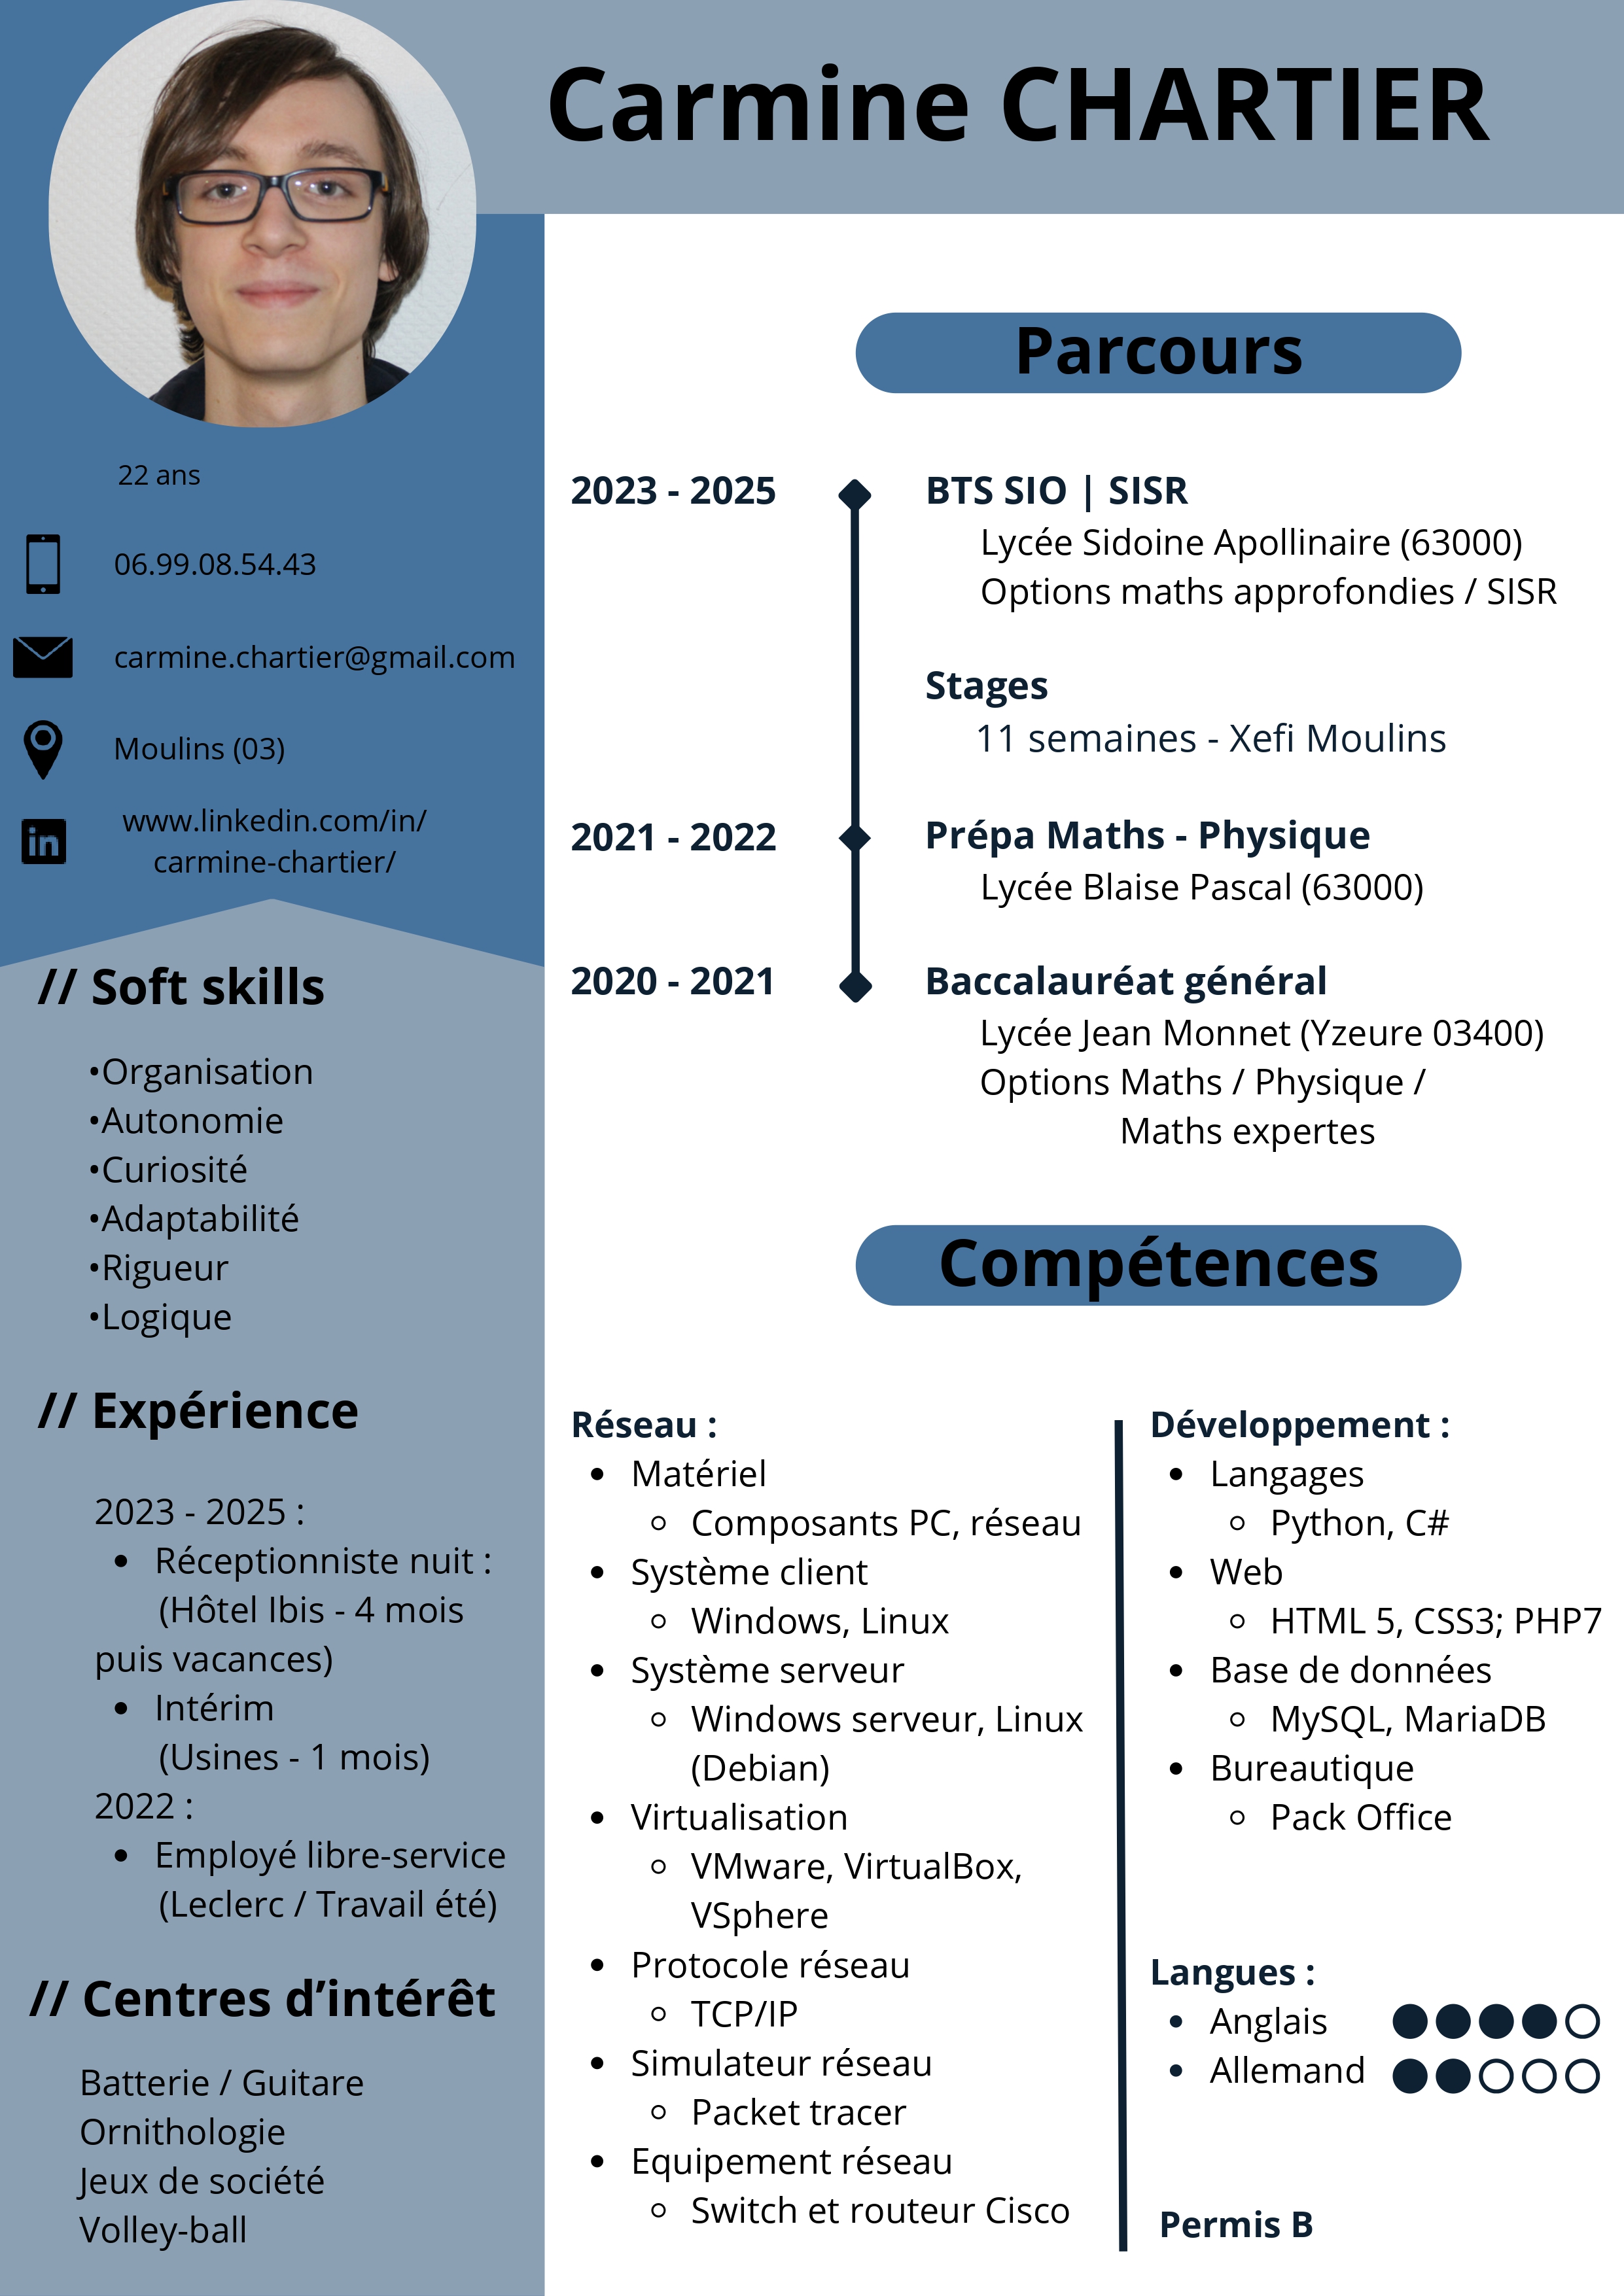 Carmine CHARTIER
22 ans
06.99.08.54.43
carmine.chartier@gmail.com
Moulins (03)
in
www.linkedin.com/in/
carmine-chartier/
// Soft skills
•Organisation
•Autonomie
•Curiosité
•Adaptabilité
•Rigueur
•Logique
// Expérience
2023 - 2025 :
• Réceptionniste nuit :
(Hôtel Ibis - 4 mois
puis vacances)
• Intérim
(Usines - 1 mois)
2022 :
• Employé libre-service
(Leclerc / Travail été)
// Centres d’intérêt
Batterie / Guitare
Ornithologie
Jeux de société
Volley-ball
Parcours
2023 - 2025
BTS SIO | SISR
Lycée Sidoine Apollinaire (63000)
Options maths approfondies / SISR
Stages
11 semaines - Xefi Moulins
2021 - 2022
Prépa Maths - Physique
Lycée Blaise Pascal (63000)
2020 - 2021
Baccalauréat général
Lycée Jean Monnet (Yzeure 03400)
Options Maths / Physique /
Maths expertes
Compétences
Réseau :
• Matériel
◦ Composants PC, réseau
• Système client
◦ Windows, Linux
• Système serveur
◦ Windows serveur, Linux
(Debian)
• Virtualisation
◦ VMware, VirtualBox,
VSphere
• Protocole réseau
◦ TCP/IP
• Simulateur réseau
◦ Packet tracer
• Equipement réseau
◦ Switch et routeur Cisco
Développement :
• Langages
◦ Python, C#
• Web
◦ HTML 5, CSS3; PHP7
• Base de données
◦ MySQL, MariaDB
• Bureautique
◦ Pack Office
Langues :
• Anglais
• Allemand
Permis B